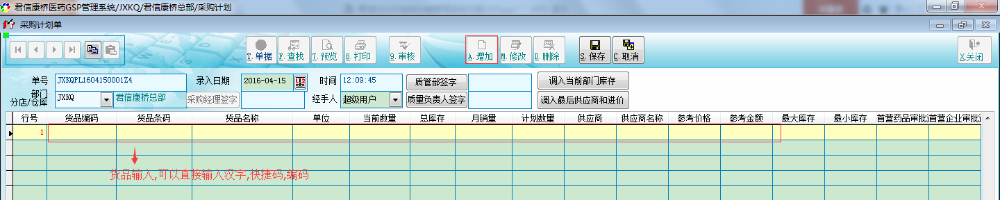 君信康桥医药GSP管理系统/JXKQ/君信康桥总部/采购计划
采购计划单
T.单据 F.查找 7.预览 8.打印 9.审核 A.增加 M.修改 D.删除 S.保存 C.取消 X.关闭
单号 JXKQPL1604150001Z4 录入日期 2016-04-15 时间 12:09:45 质管部签字 调入当前部门库存
部门
分店/仓库 JXKQ 君信康桥总部 采购经理签字 经手人 超级用户 质量负责人签字 调入最后供应商和进价
行号 货品编码 货品条码 货品名称 单位 当前数量 总库存 月销量 计划数量 供应商 供应商名称 参考价格 参考金额 最大库存 最小库存 首营药品审批 首营企业审批
1
货品输入,可以直接输入汉字,快捷码,编码